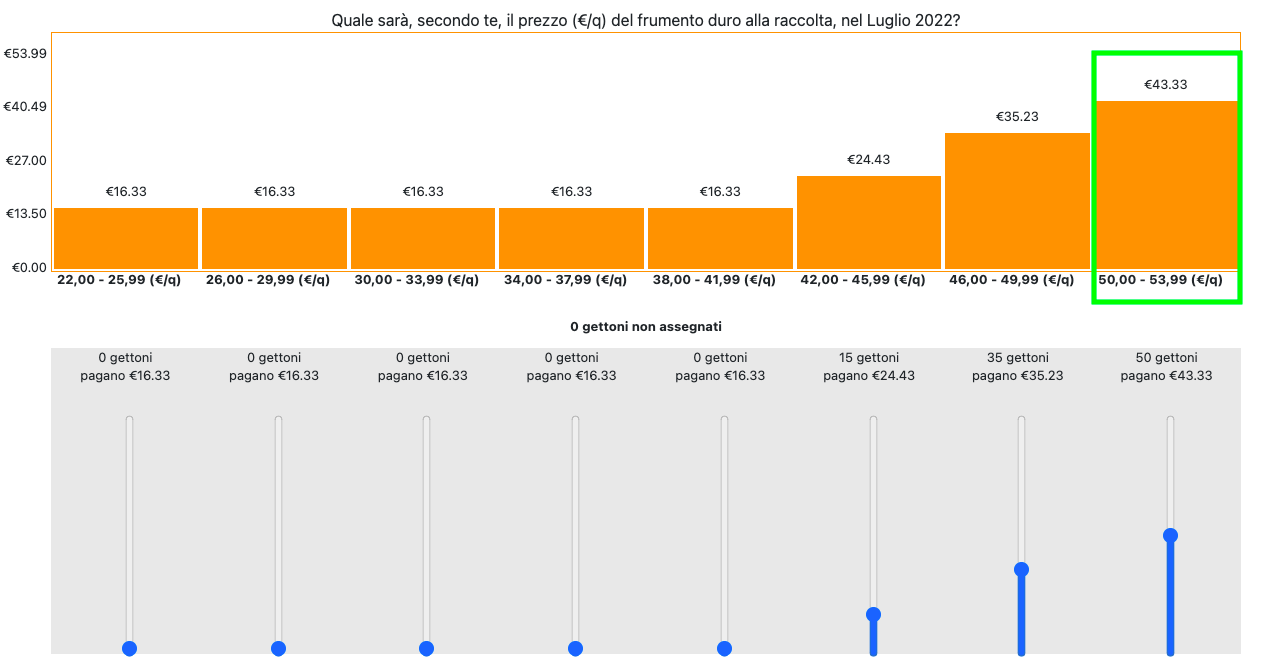 Quale sarà, secondo te, il prezzo (€/q) del frumento duro alla raccolta, nel Luglio 2022?
€53.99
€40.49
€27.00
€13.50
€0.00
€16.33 €16.33 €16.33 €16.33 €16.33 €24.43 €35.23 €43.33
22,00 - 25,99 (€/q) 26,00 - 29,99 (€/q) 30,00 - 33,99 (€/q) 34,00 - 37,99 (€/q) 38,00 - 41,99 (€/q) 42,00 - 45,99 (€/q) 46,00 - 49,99 (€/q) 50,00 - 53,99 (€/q)
0 gettoni non assegnati
0 gettoni 0 gettoni 0 gettoni 0 gettoni 0 gettoni 15 gettoni 35 gettoni 50 gettoni
pagano €16.33 pagano €16.33 pagano €16.33 pagano €16.33 pagano €16.33 pagano €24.43 pagano €35.23 pagano €43.33